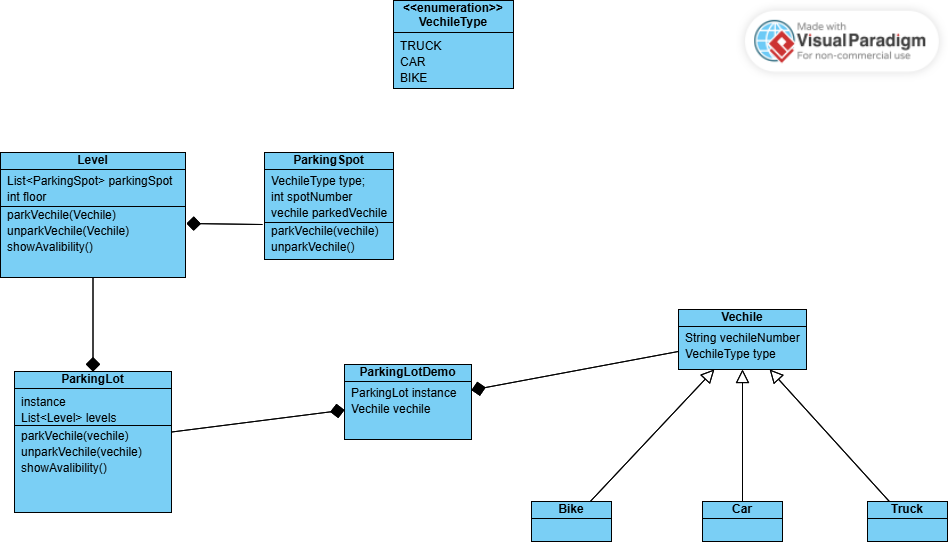 <<enumeration>>
VechileType
TRUCK
CAR
BIKE
Made with
Visual Paradigm
For non-commercial use
Level
List<ParkingSpot> parkingSpot
int floor
parkVechile(Vechile)
unparkVechile(Vechile)
showAvalibility()
ParkingSpot
VechileType type;
int spotNumber
vechile parkedVechile
parkVechile(vechile)
unparkVechile()
Vechile
String vechileNumber
VechileType type
ParkingLot
instance
List<Level> levels
parkVechile(vechile)
unparkVechile(vechile)
showAvalibility()
ParkingLotDemo
ParkingLot instance
Vechile vechile
Bike
Car
Truck